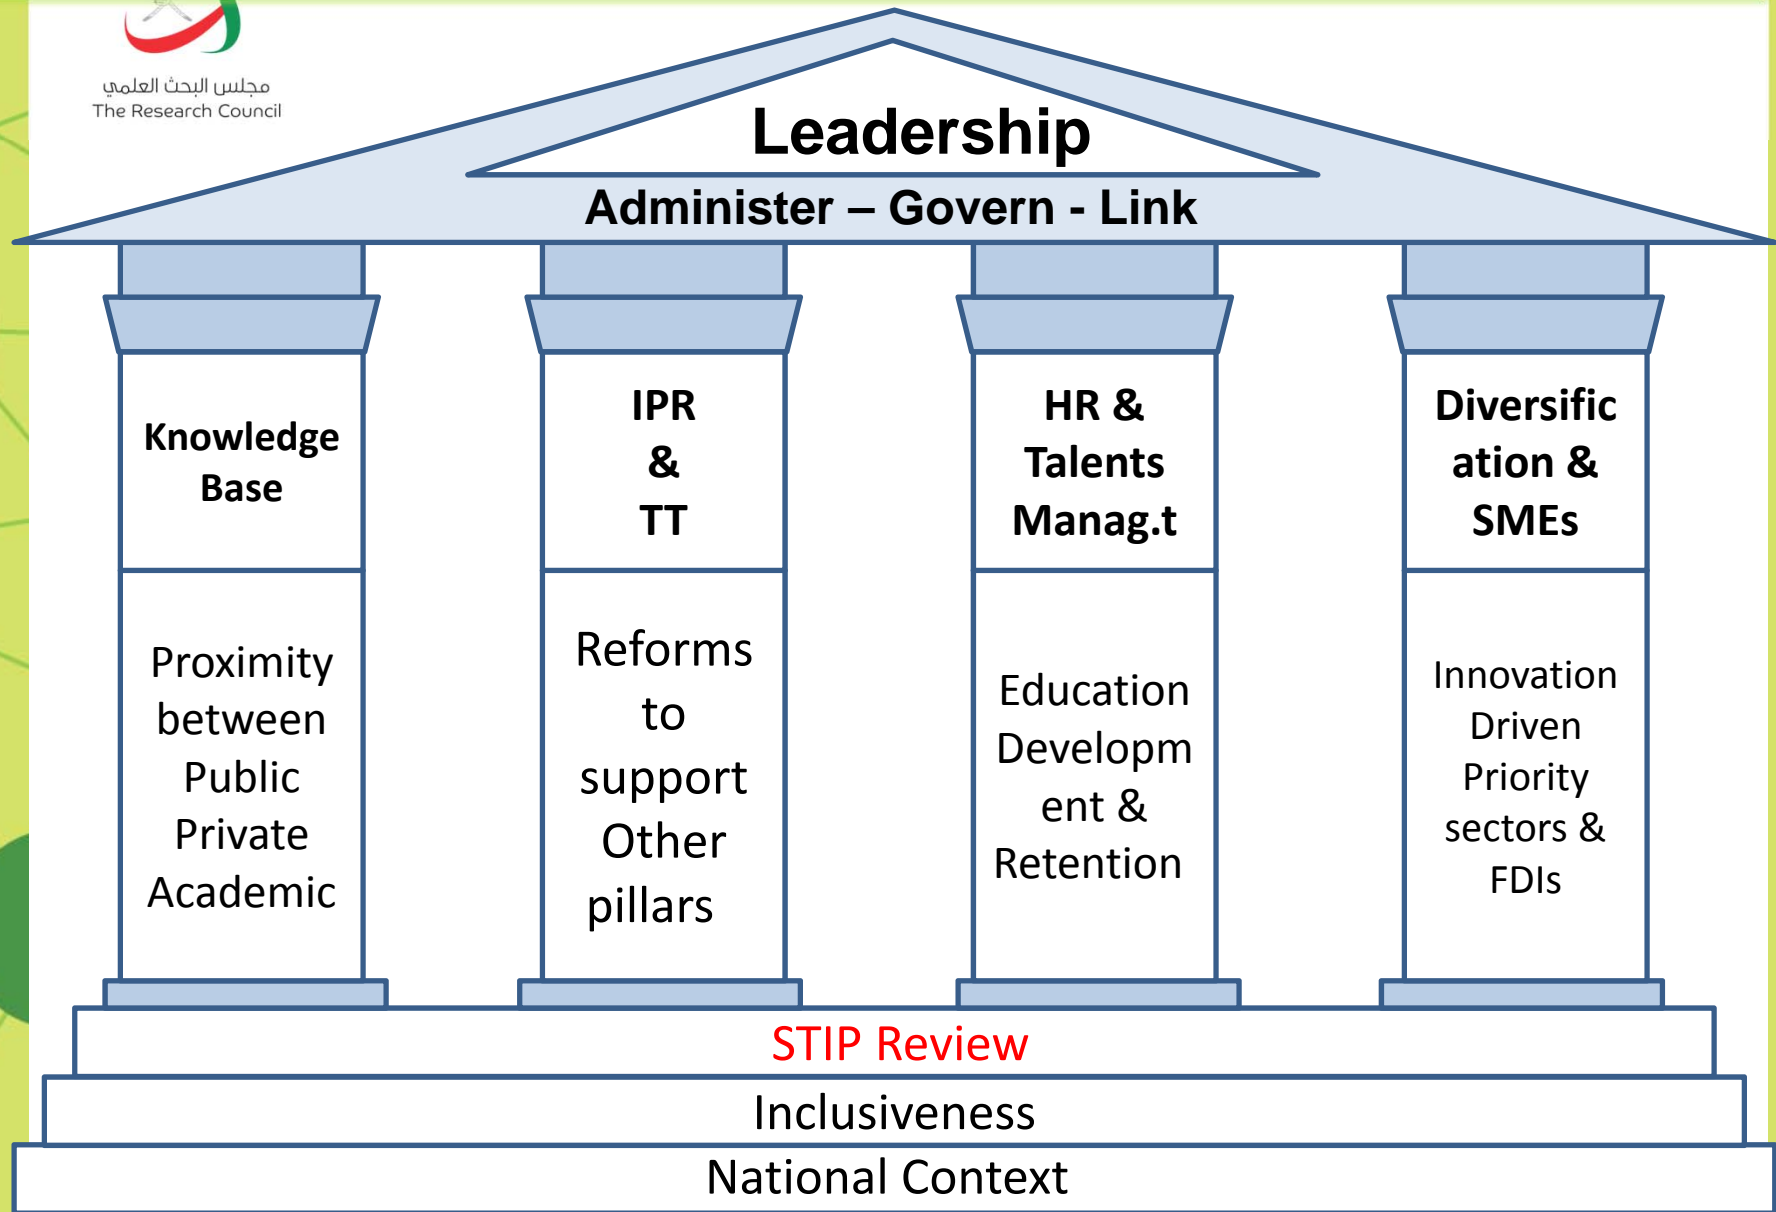 مجلس البحث العلمي
The Research Council
Leadership
Administer – Govern - Link
Knowledge
Base
Proximity
between
Public
Private
Academic
IPR
&
TT
Reforms
to
support
Other
pillars
HR &
Talents
Manag.t
Education
Developm
ent &
Retention
Diversific
ation &
SMEs
Innovation
Driven
Priority
sectors &
FDIs
STIP Review
Inclusiveness
National Context